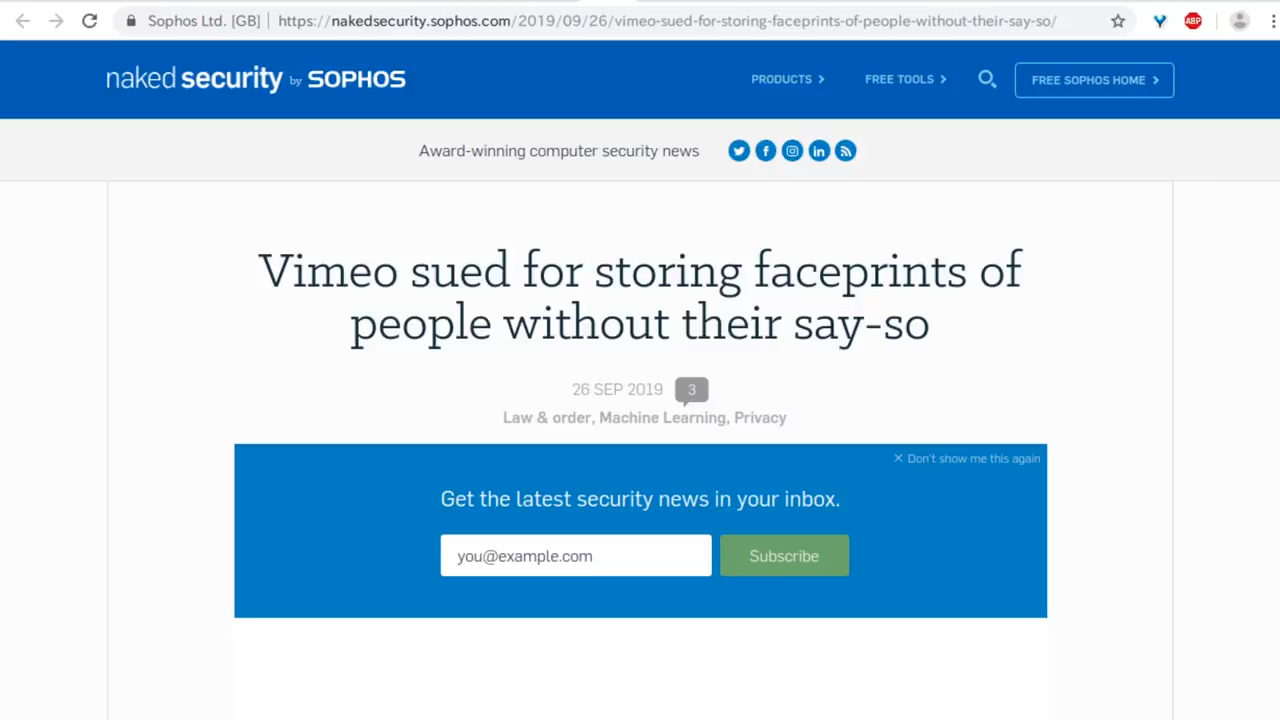 Sophos Ltd. [GB] | https://nakedsecurity.sophos.com/2019/09/26/vimeo-sued-for-storing-faceprints-of-people-without-their-say-so/
ABP
naked security by SOPHOS
PRODUCTS
FREE TOOLS
FREE SOPHOS HOME
Award-winning computer security news
Vimeo sued for storing faceprints of
people without their say-so
26 SEP 2019 3
Law & order, Machine Learning, Privacy
Don't show me this again
Get the latest security news in your inbox.
you@example.com
Subscribe